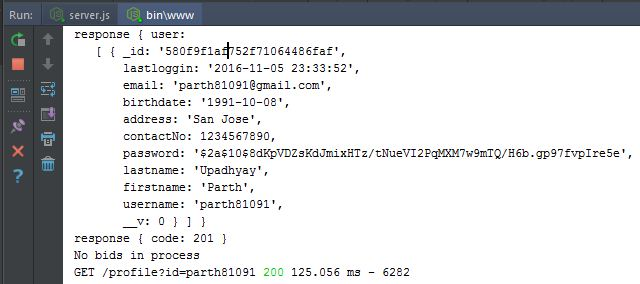 Run: server.js bin\www
response { user:
[ { _id: '580f9f1af752f71064486faf',
lastloggin: '2016-11-05 23:33:52',
email: 'parth81091@gmail.com',
birthdate: '1991-10-08',
address: 'San Jose',
contactNo: 1234567890,
password: '$2a$10$8dKpVDZsKdJmixHTz/tNueVI2PqMXM7w9mTQ/H6b.gp97fvpIre5e',
lastname: 'Upadhyay',
firstname: 'Parth',
username: 'parth81091',
__v: 0 } ] }
response { code: 201 }
No bids in process
GET /profile?id=parth81091 200 125.056 ms - 6282